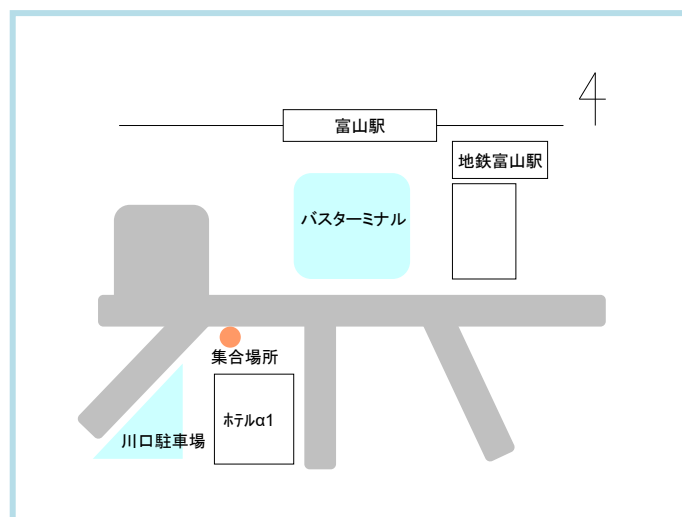 富山駅
地鉄富山駅
バスターミナル
集合場所
ホテルα1
川口駐車場